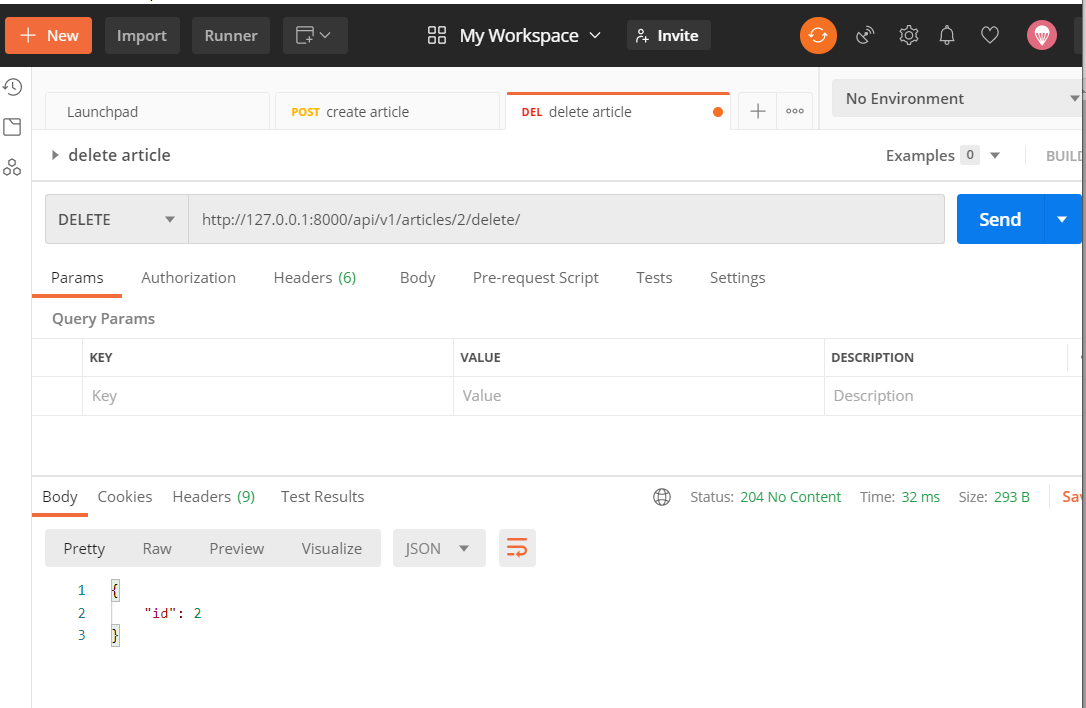 New Import Runner My Workspace Invite
Launchpad POST create article DEL delete article No Environment
delete article Examples 0
DELETE http://127.0.0.1:8000/api/v1/articles/2/delete/ Send
Params Authorization Headers (6) Body Pre-request Script Tests Settings
Query Params
KEY VALUE DESCRIPTION
Key Value Description
Body Cookies Headers (9) Test Results Status: 204 No Content Time: 32 ms Size: 293 B
Pretty Raw Preview Visualize JSON
1 {
2 "id": 2
3 }